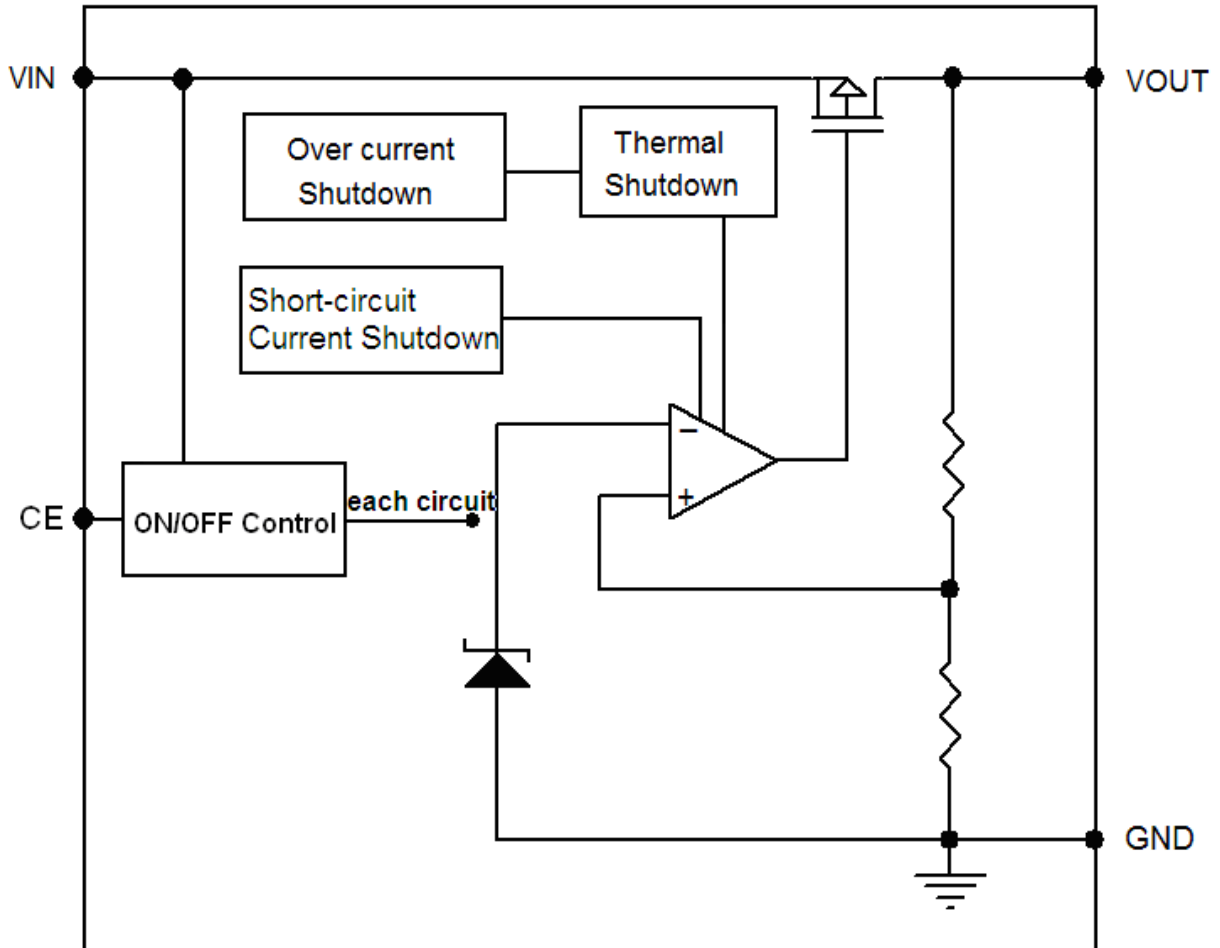 VIN
VOUT
Over current
Shutdown
Thermal
Shutdown
Short-circuit
Current Shutdown
−
+
each circuit
CE
ON/OFF Control
GND